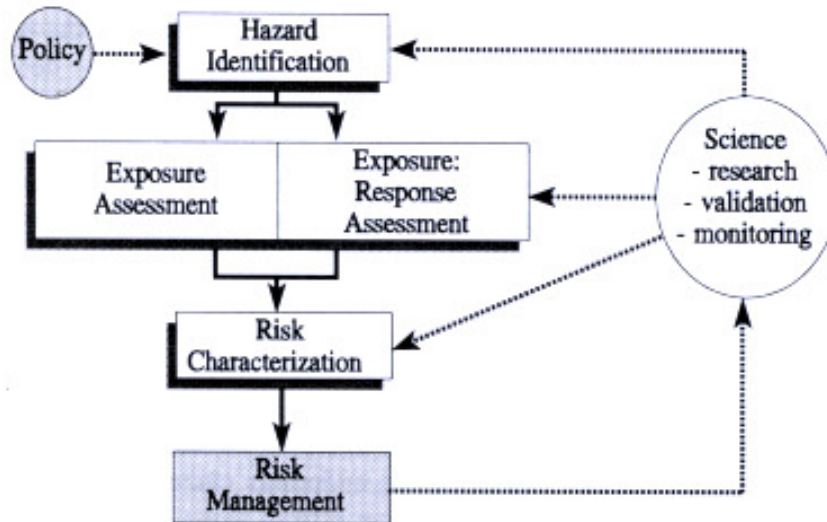 Policy
Hazard
Identification
Exposure
Assessment
Exposure:
Response
Assessment
Science
- research
- validation
- monitoring
Risk
Characterization
Risk
Management